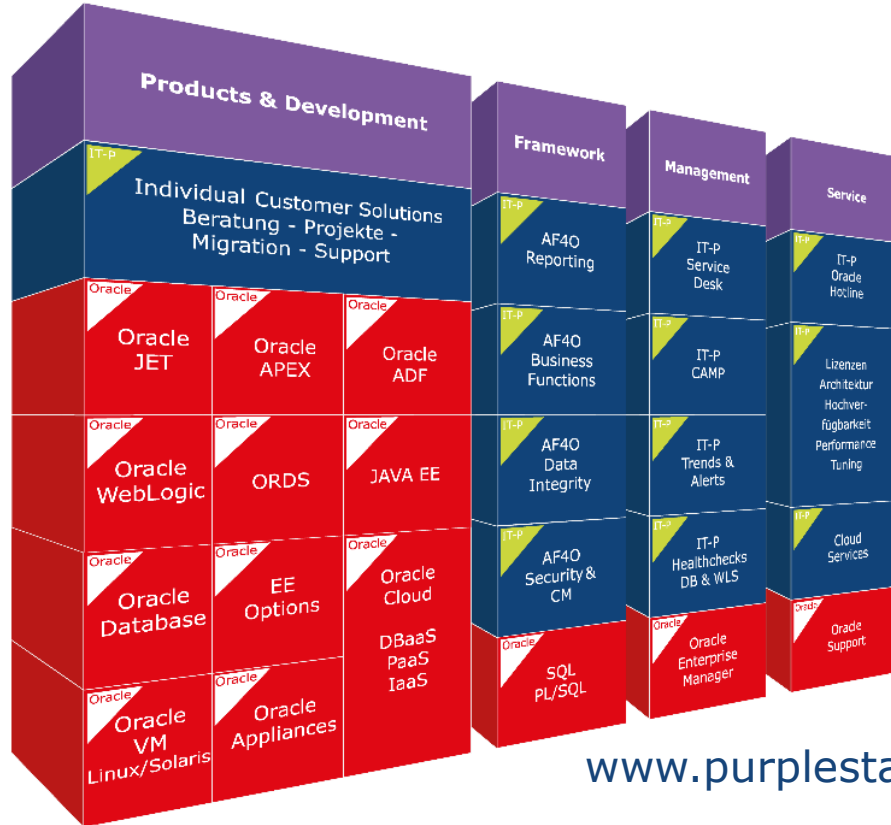 Products & Development
IT-P
Individual Customer Solutions
Beratung - Projekte -
Migration - Support
Oracle
Oracle
JET
Oracle
Oracle
APEX
Oracle
Oracle
ADF
Oracle
Oracle
WebLogic
Oracle
ORDS
Oracle
JAVA EE
Oracle
Oracle
Database
Oracle
EE
Options
Oracle
Oracle
Cloud
DBaaS
PaaS
IaaS
Oracle
Oracle
VM
Linux/Solaris
Oracle
Oracle
Appliances
Framework
IT-P
AF4O
Reporting
IT-P
AF4O
Business
Functions
IT-P
AF4O
Data
Integrity
IT-P
AF4O
Security &
CM
Oracle
SQL
PL/SQL
Management
IT-P
IT-P
Service
Desk
IT-P
IT-P
CAMP
IT-P
IT-P
Trends &
Alerts
IT-P
IT-P
Healthchecks
DB & WLS
Oracle
Oracle
Enterprise
Manager
Service
IT-P
IT-P
Oracle
Hotline
IT-P
Lizenzen
Architektur
Hochver-
fügbarkeit
Performance
Tuning
IT-P
Cloud
Services
Oracle
Oracle
Support
www.purplesta